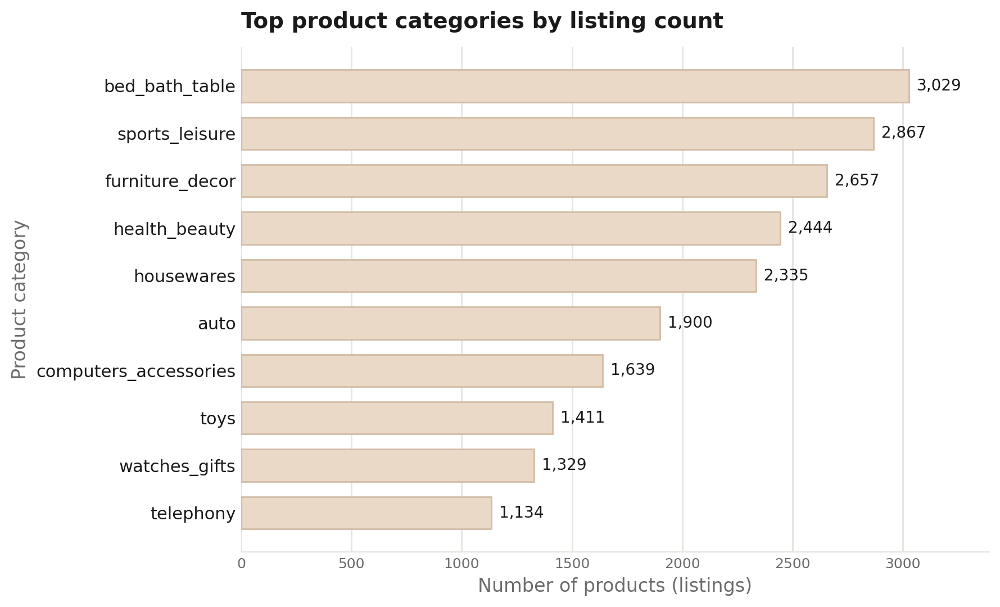 Top product categories by listing count
Product category
bed_bath_table 3,029
sports_leisure 2,867
furniture_decor 2,657
health_beauty 2,444
housewares 2,335
auto 1,900
computers_accessories 1,639
toys 1,411
watches_gifts 1,329
telephony 1,134
0 500 1000 1500 2000 2500 3000
Number of products (listings)